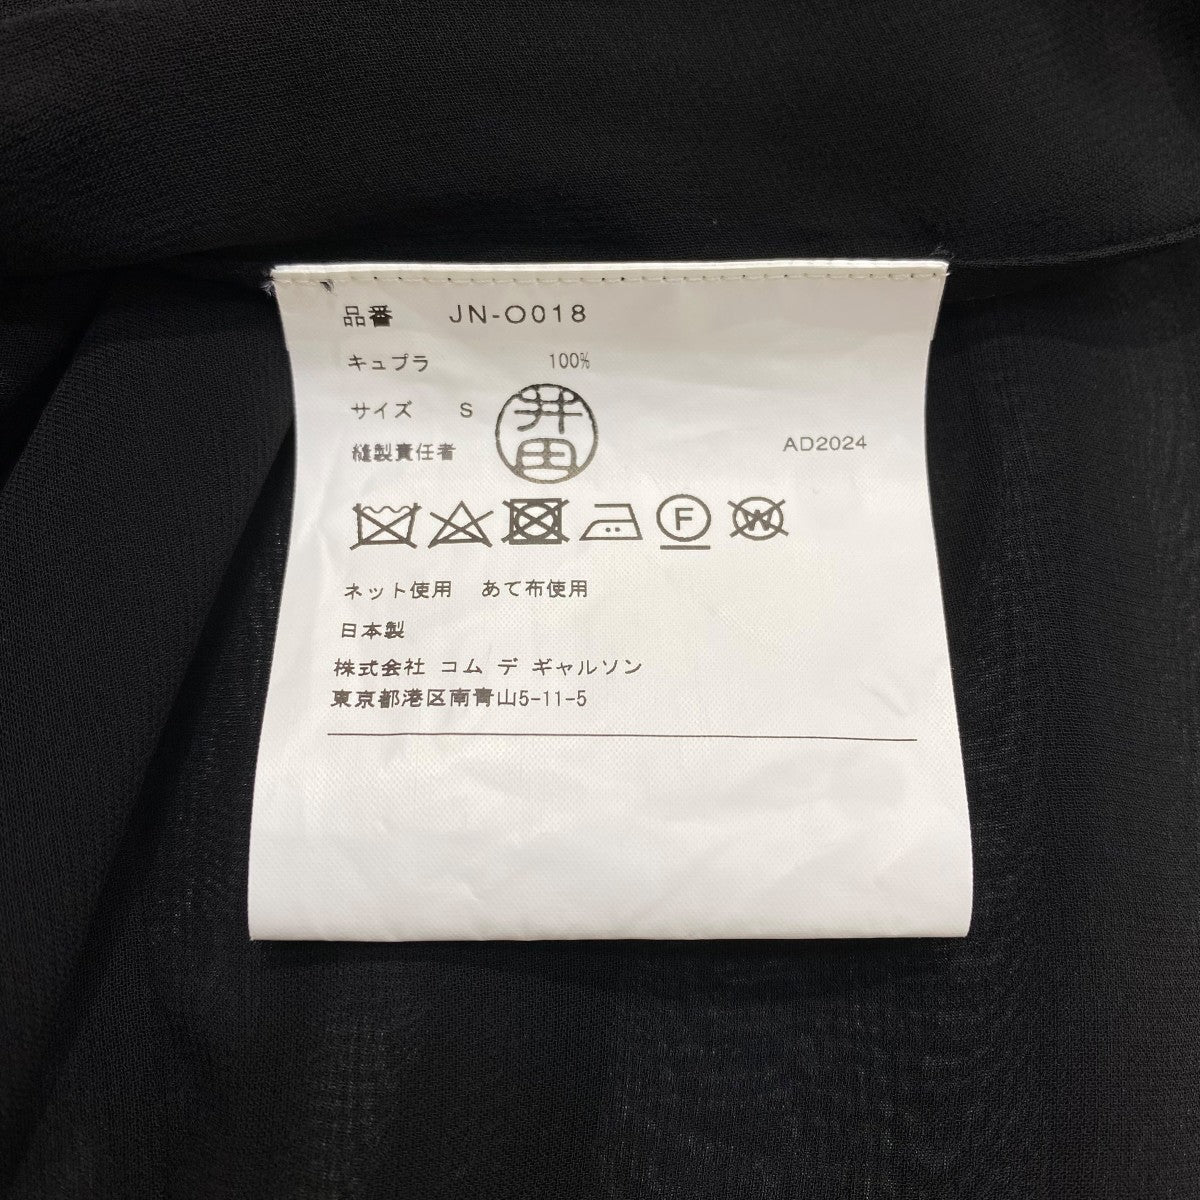 品番 JN-O018
キュプラ 100%
サイズ S
井田
縫製責任者 AD2024
F W
ネット使用 あて布使用
日本製
株式会社 コム デ ギャルソン
東京都港区南青山5-11-5